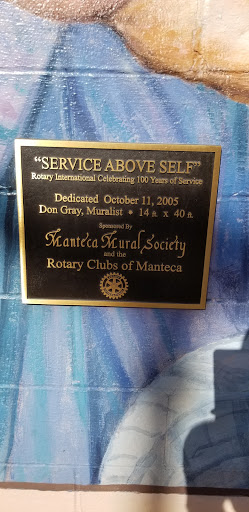 "SERVICE ABOVE SELF"
Rotary International Celebrating 100 Years of Service
Dedicated October 11, 2005
Don Gray, Muralist * 14 ft. x 40 ft.
Sponsored By
Manteca Mural Society
and the
Rotary Clubs of Manteca